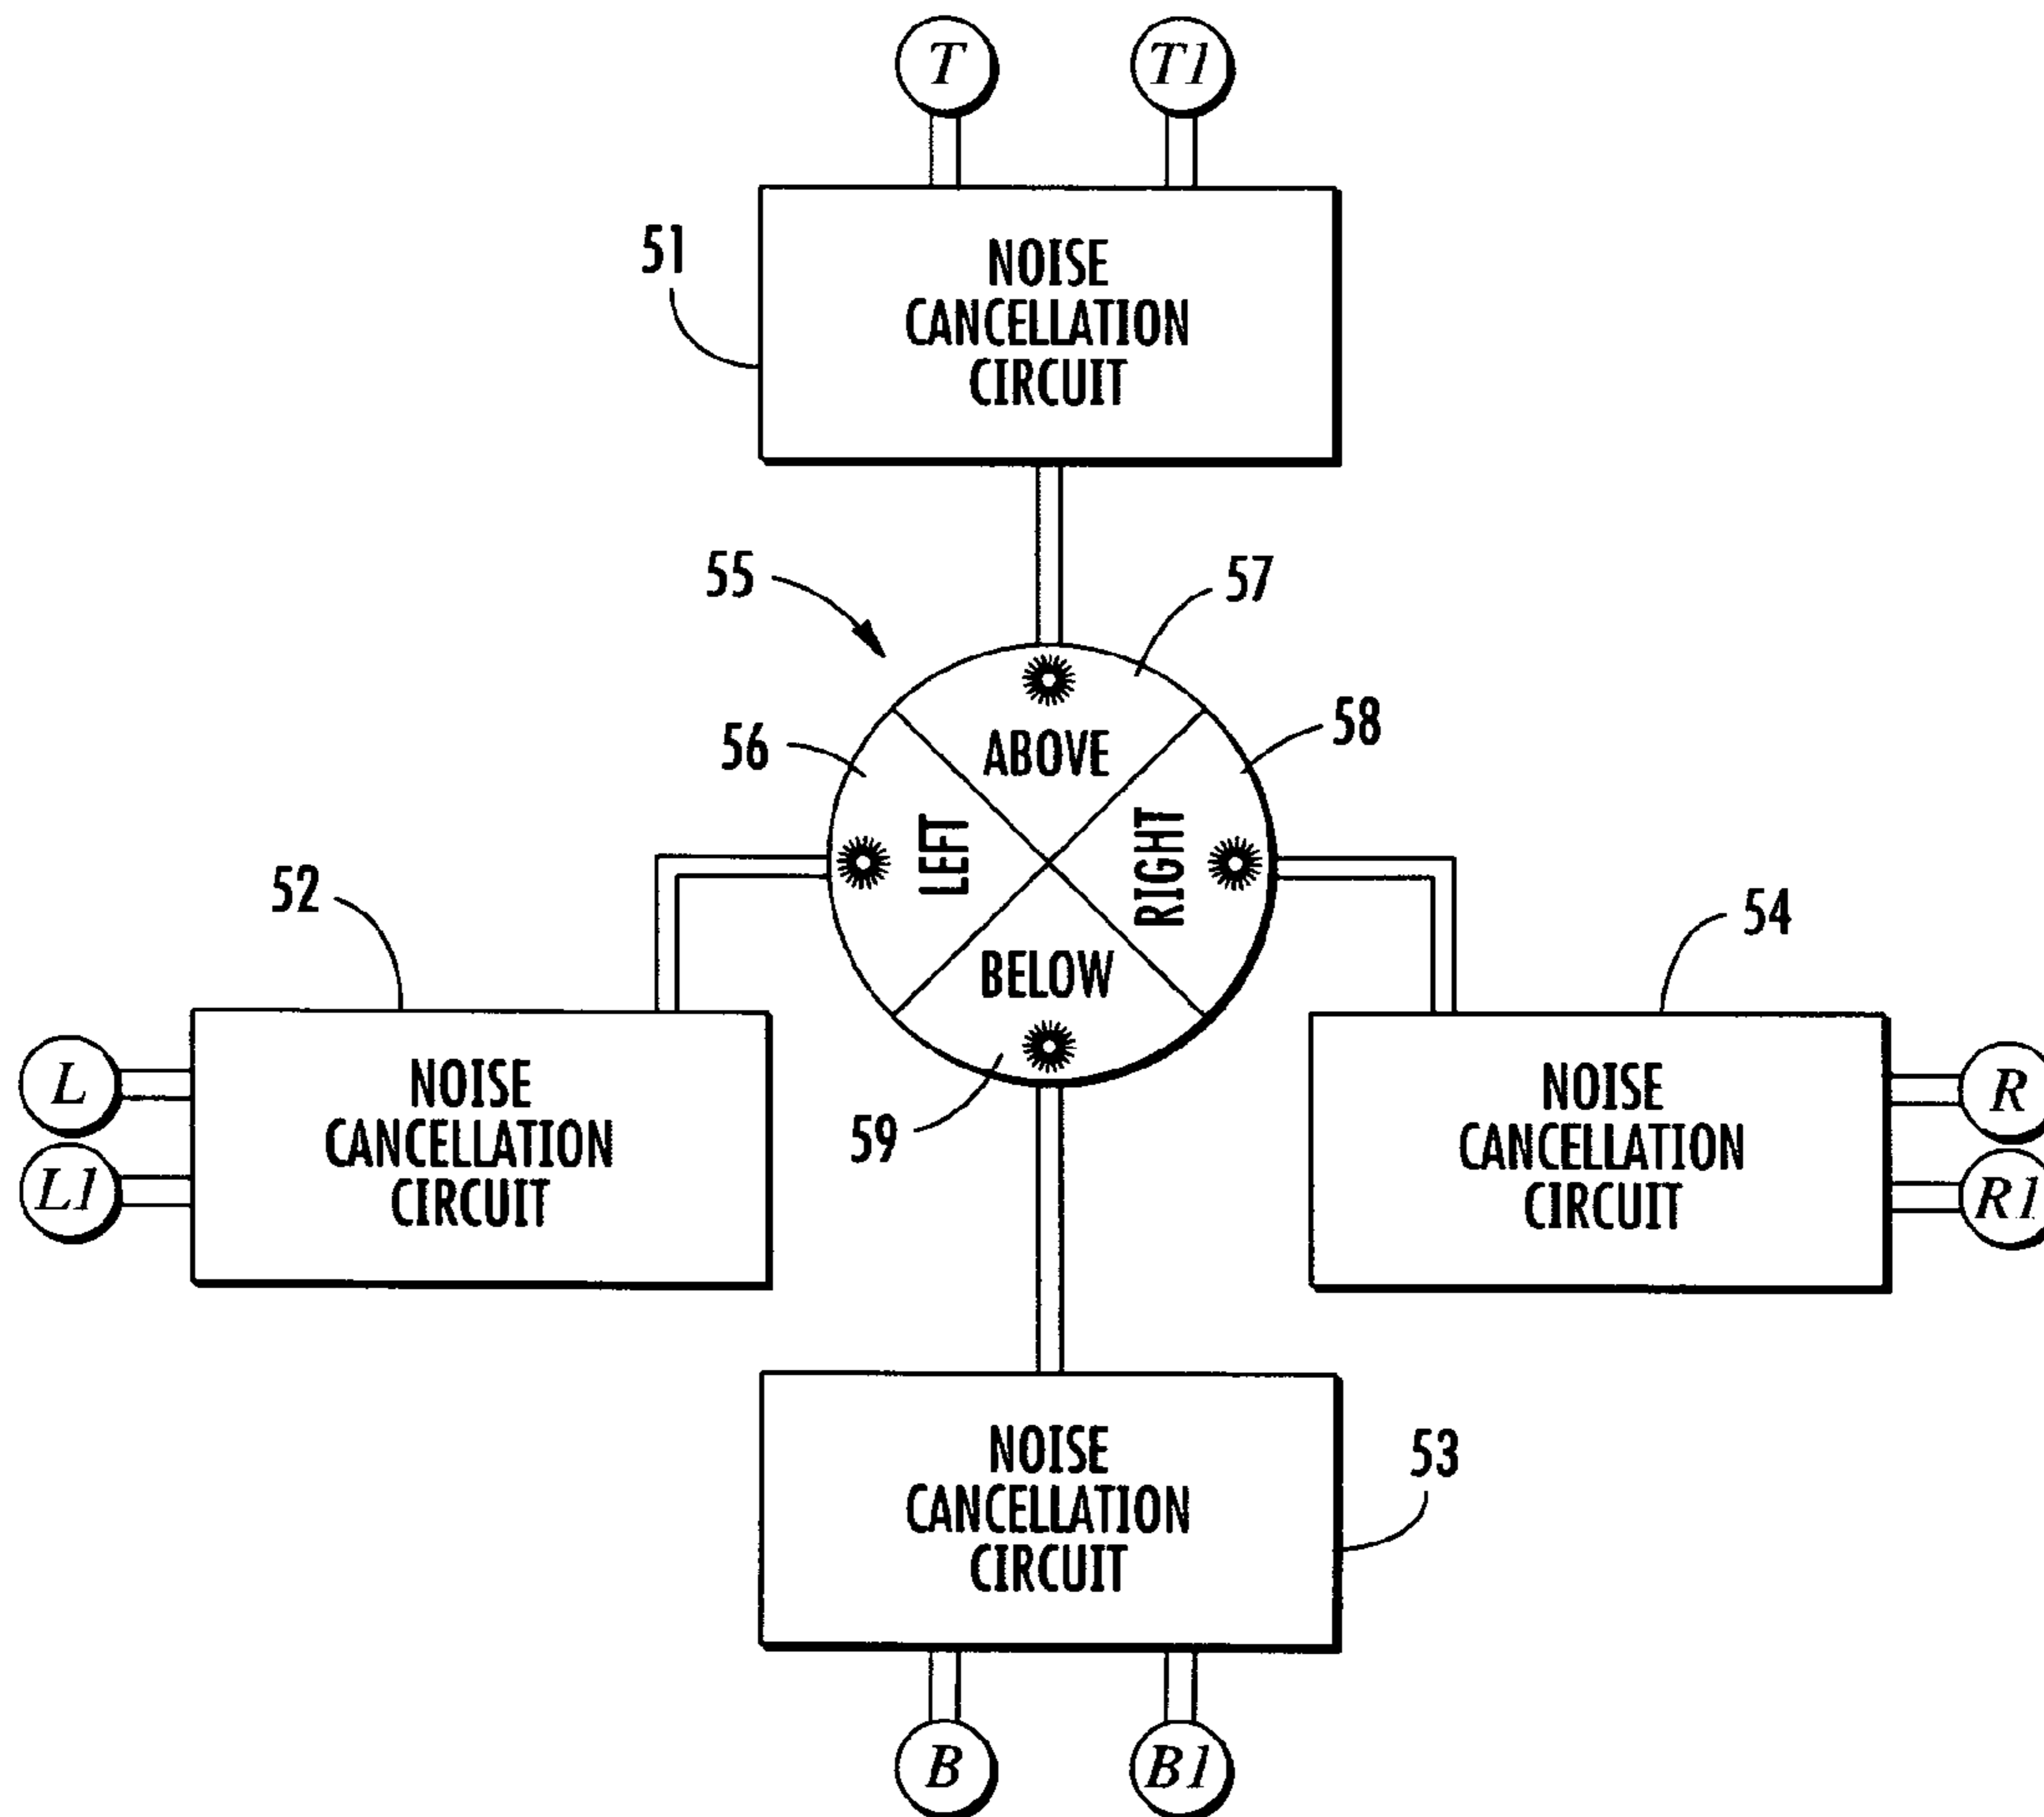 T T1
51
NOISE
CANCELLATION
CIRCUIT
55
57
56
58
ABOVE
LEFT
RIGHT
BELOW
52
54
59
L
L1
NOISE
CANCELLATION
CIRCUIT
NOISE
CANCELLATION
CIRCUIT
R
R1
NOISE
CANCELLATION
CIRCUIT
53
B B1